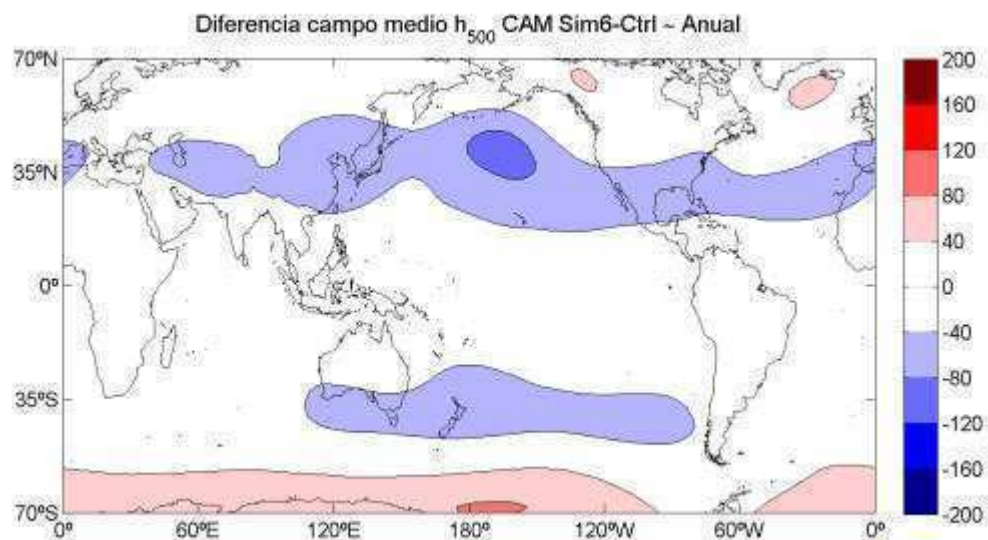 Diferencia campo medio h500 CAM Sim6-Ctrl ~ Anual
70ºN
35ºN
0º
35ºS
70ºS
0º 60ºE 120ºE 180º 120ºW 60ºW 0º
200
160
120
80
40
0
-40
-80
-120
-160
-200